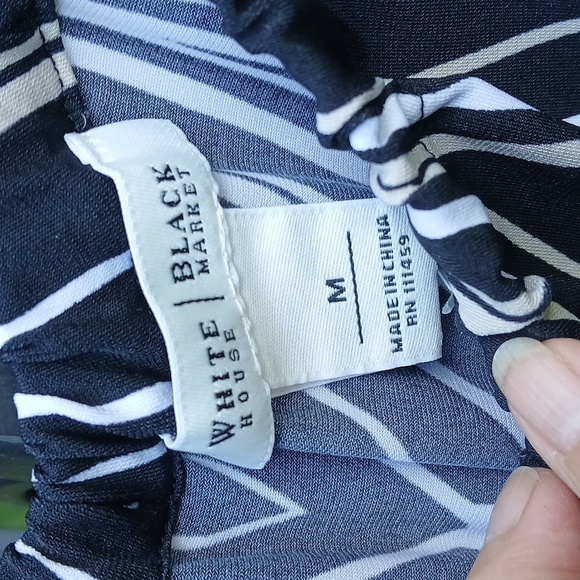 WHITE | BLACK
HOUSE MARKET
M
MADE IN CHINA
RN 111459